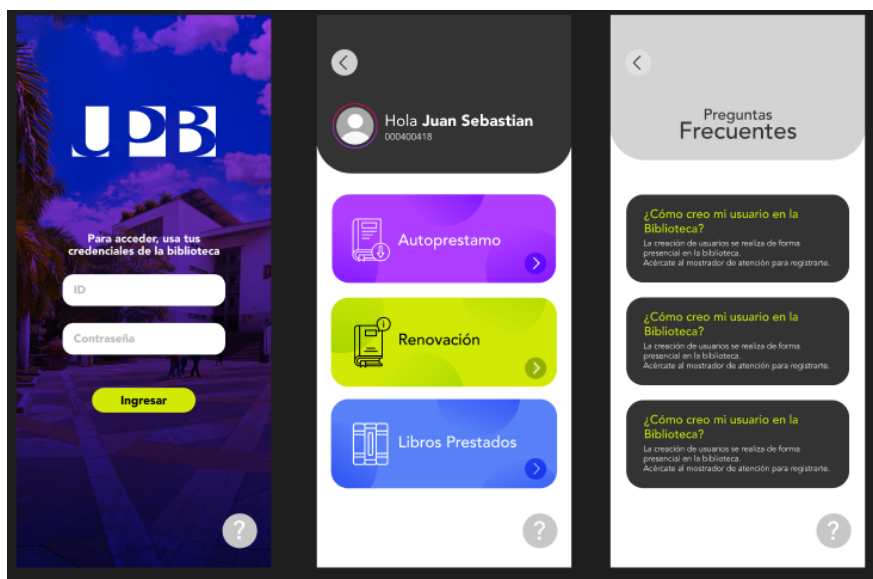 UPB
Para acceder, usa tus
credenciales de la biblioteca
ID
Contraseña
Ingresar
?
Hola Juan Sebastian
000400418
Autoprestamo
i
Renovación
Libros Prestados
?
Preguntas
Frecuentes
¿Cómo creo mi usuario en la
Biblioteca?
La creación de usuarios se realiza de forma
presencial en la biblioteca.
Acércate al mostrador de atención para registrarte.
¿Cómo creo mi usuario en la
Biblioteca?
La creación de usuarios se realiza de forma
presencial en la biblioteca.
Acércate al mostrador de atención para registrarte.
¿Cómo creo mi usuario en la
Biblioteca?
La creación de usuarios se realiza de forma
presencial en la biblioteca.
Acércate al mostrador de atención para registrarte.
?